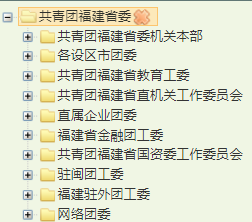 共青团福建省委
共青团福建省委机关本部
各设区市团委
共青团福建省教育工委
共青团福建省直机关工作委员会
直属企业团委
福建省金融团工委
共青团福建省国资委工作委员会
驻闽团工委
福建驻外团工委
网络团委